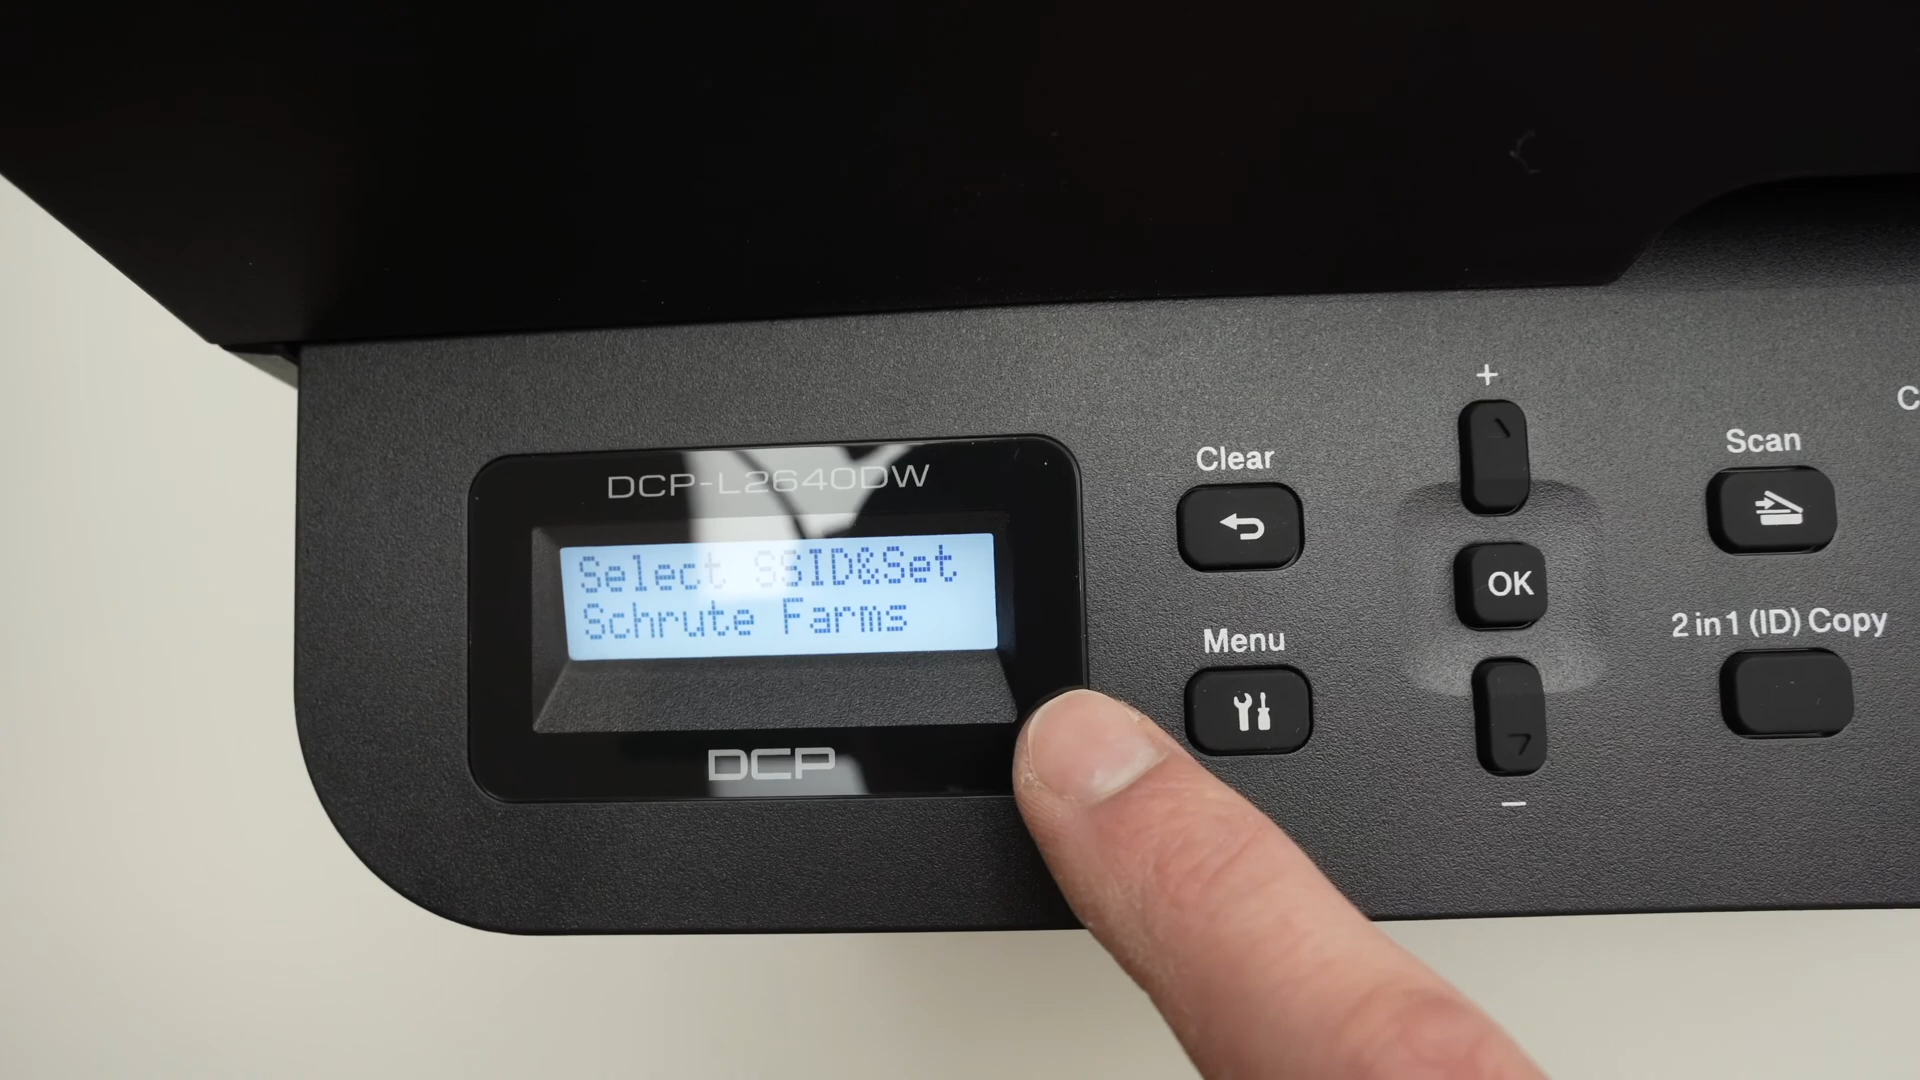 DCP-L2640DW
Select SSID&Set
Schrute Farms
DCP
Clear
Menu
+
OK
−
Scan
2 in 1 (ID) Copy